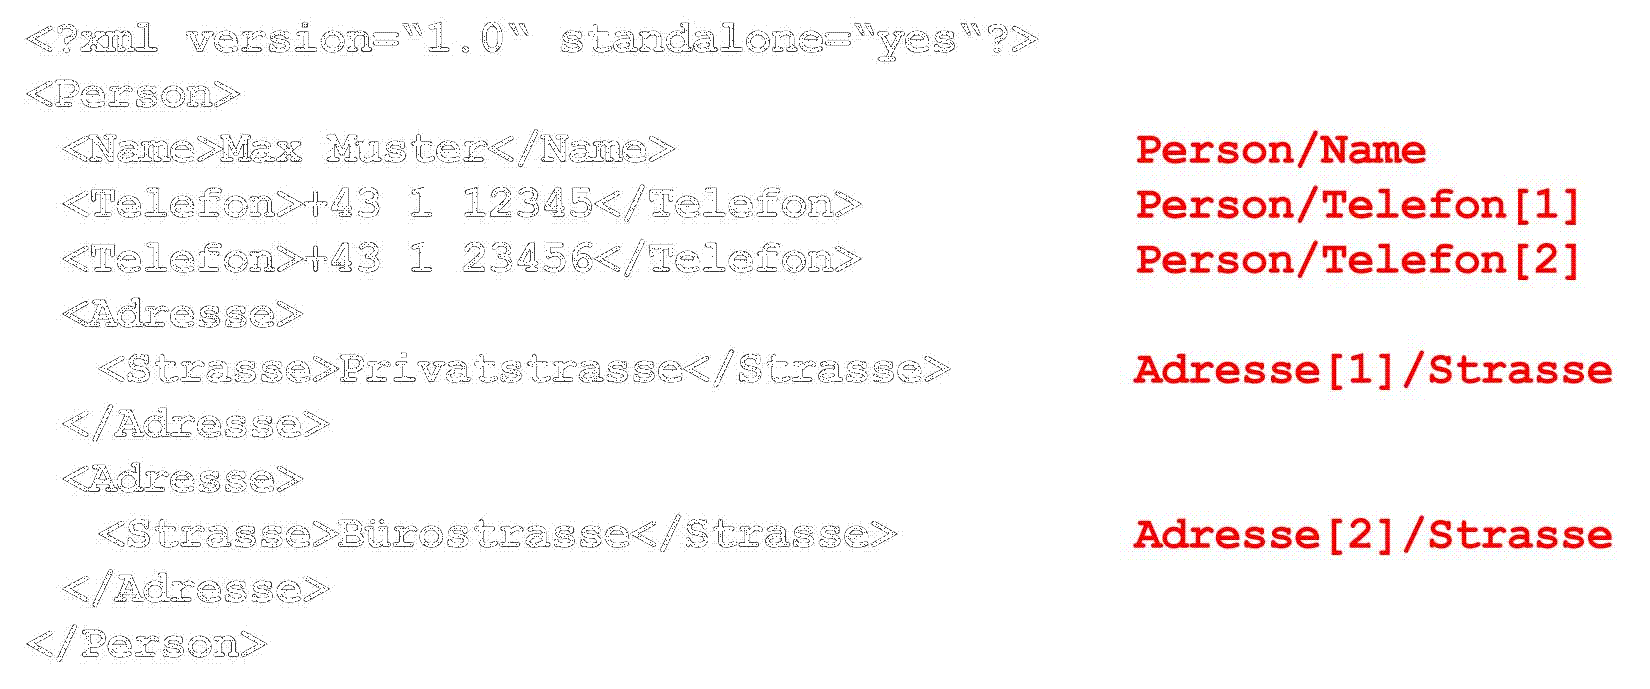 <?xml version=“1.0“ standalone=“yes“?>
<Person>
<Name>Max Muster</Name> Person/Name
<Telefon>+43 1 12345</Telefon> Person/Telefon[1]
<Telefon>+43 1 23456</Telefon> Person/Telefon[2]
<Adresse>
<Strasse>Privatstrasse</Strasse> Adresse[1]/Strasse
</Adresse>
<Adresse>
<Strasse>Bürostrasse</Strasse> Adresse[2]/Strasse
</Adresse>
</Person>